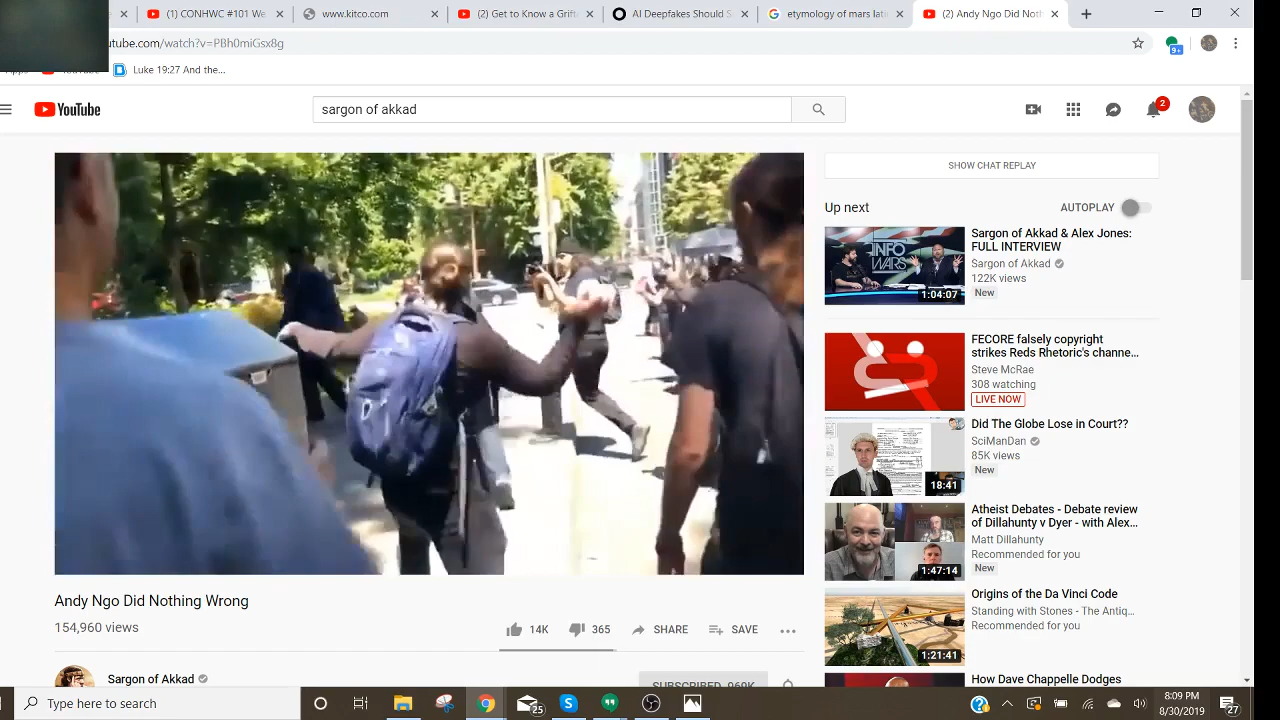 (1) CONHWC #101 We
www.kitco.com
(2) Get to Know a Grift
AI Deepfakes Should S
etymology of mars lati
(2) Andy Ngo Did Noth
utube.com/watch?v=PBh0miGsx8g
9+
Luke 19:27 And the...
YouTube
sargon of akkad
2
SHOW CHAT REPLAY
Up next
AUTOPLAY
INFO WARS
1:04:07
Sargon of Akkad & Alex Jones:
FULL INTERVIEW
Sargon of Akkad
122K views
New
FECORE falsely copyright
strikes Reds Rhetoric's channe...
Steve McRae
308 watching
LIVE NOW
18:41
Did The Globe Lose in Court??
SciManDan
85K views
New
1:47:14
Atheist Debates - Debate review
of Dillahunty v Dyer - with Alex...
Matt Dillahunty
Recommended for you
New
1:21:41
Origins of the Da Vinci Code
Standing with Stones - The Antiq...
Recommended for you
How Dave Chappelle Dodges
Andy Ngo Did Nothing Wrong
154,960 views
14K
365
SHARE
SAVE
Sargon of Akkad
SUBSCRIBED 969K
Type here to search
25
8:09 PM
8/30/2019
27